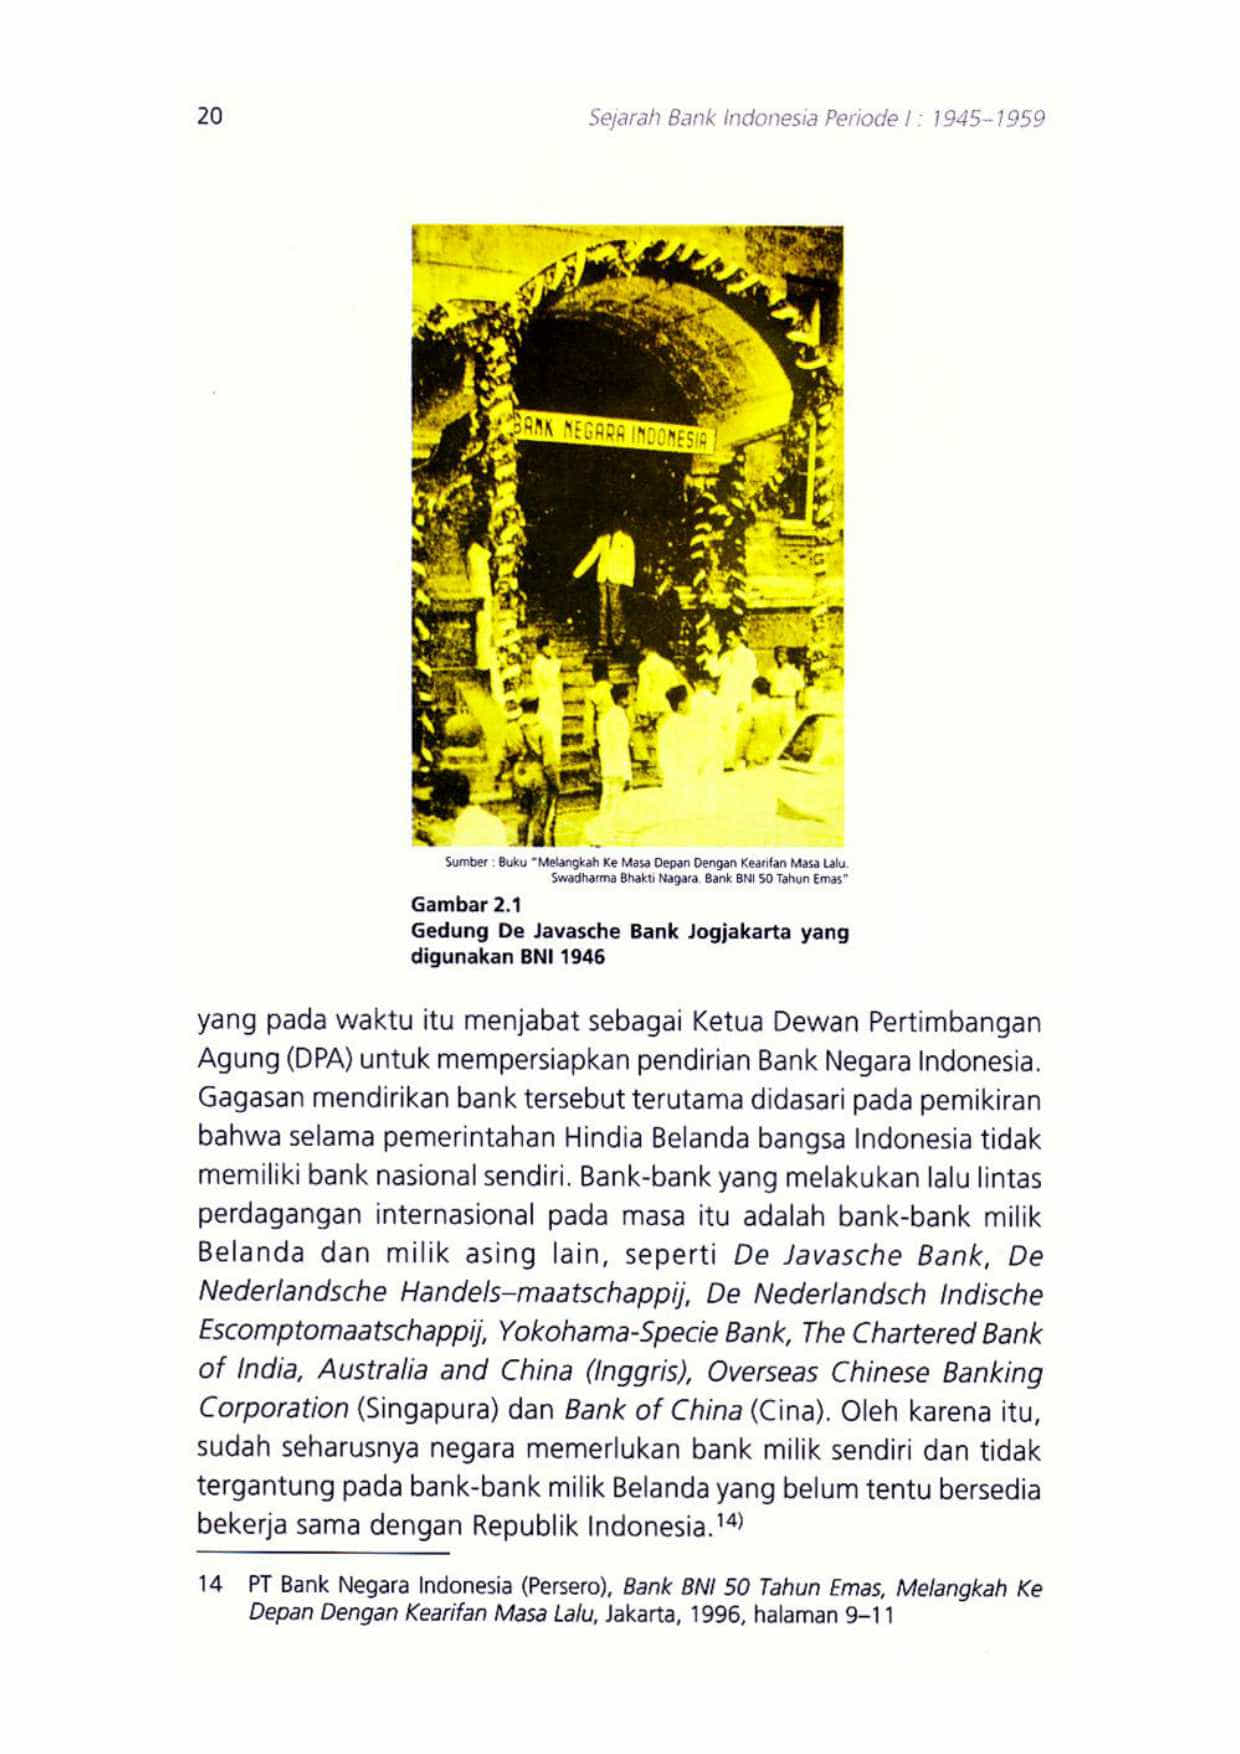 20
Sejarah Bank Indonesia Periode I : 1945–1959
BANK NEGARA INDONESIA
Sumber : Buku "Melangkah Ke Masa Depan Dengan Kearifan Masa Lalu.
Swadharma Bhakti Nagara. Bank BNI 50 Tahun Emas"
Gambar 2.1
Gedung De Javasche Bank Jogjakarta yang
digunakan BNI 1946
yang pada waktu itu menjabat sebagai Ketua Dewan Pertimbangan
Agung (DPA) untuk mempersiapkan pendirian Bank Negara Indonesia.
Gagasan mendirikan bank tersebut terutama didasari pada pemikiran
bahwa selama pemerintahan Hindia Belanda bangsa Indonesia tidak
memiliki bank nasional sendiri. Bank-bank yang melakukan lalu lintas
perdagangan internasional pada masa itu adalah bank-bank milik
Belanda dan milik asing lain, seperti De Javasche Bank, De
Nederlandsche Handels–maatschappij, De Nederlandsch Indische
Escomptomaatschappij, Yokohama-Specie Bank, The Chartered Bank
of India, Australia and China (Inggris), Overseas Chinese Banking
Corporation (Singapura) dan Bank of China (Cina). Oleh karena itu,
sudah seharusnya negara memerlukan bank milik sendiri dan tidak
tergantung pada bank-bank milik Belanda yang belum tentu bersedia
bekerja sama dengan Republik Indonesia.14)
14 PT Bank Negara Indonesia (Persero), Bank BNI 50 Tahun Emas, Melangkah Ke
Depan Dengan Kearifan Masa Lalu, Jakarta, 1996, halaman 9–11